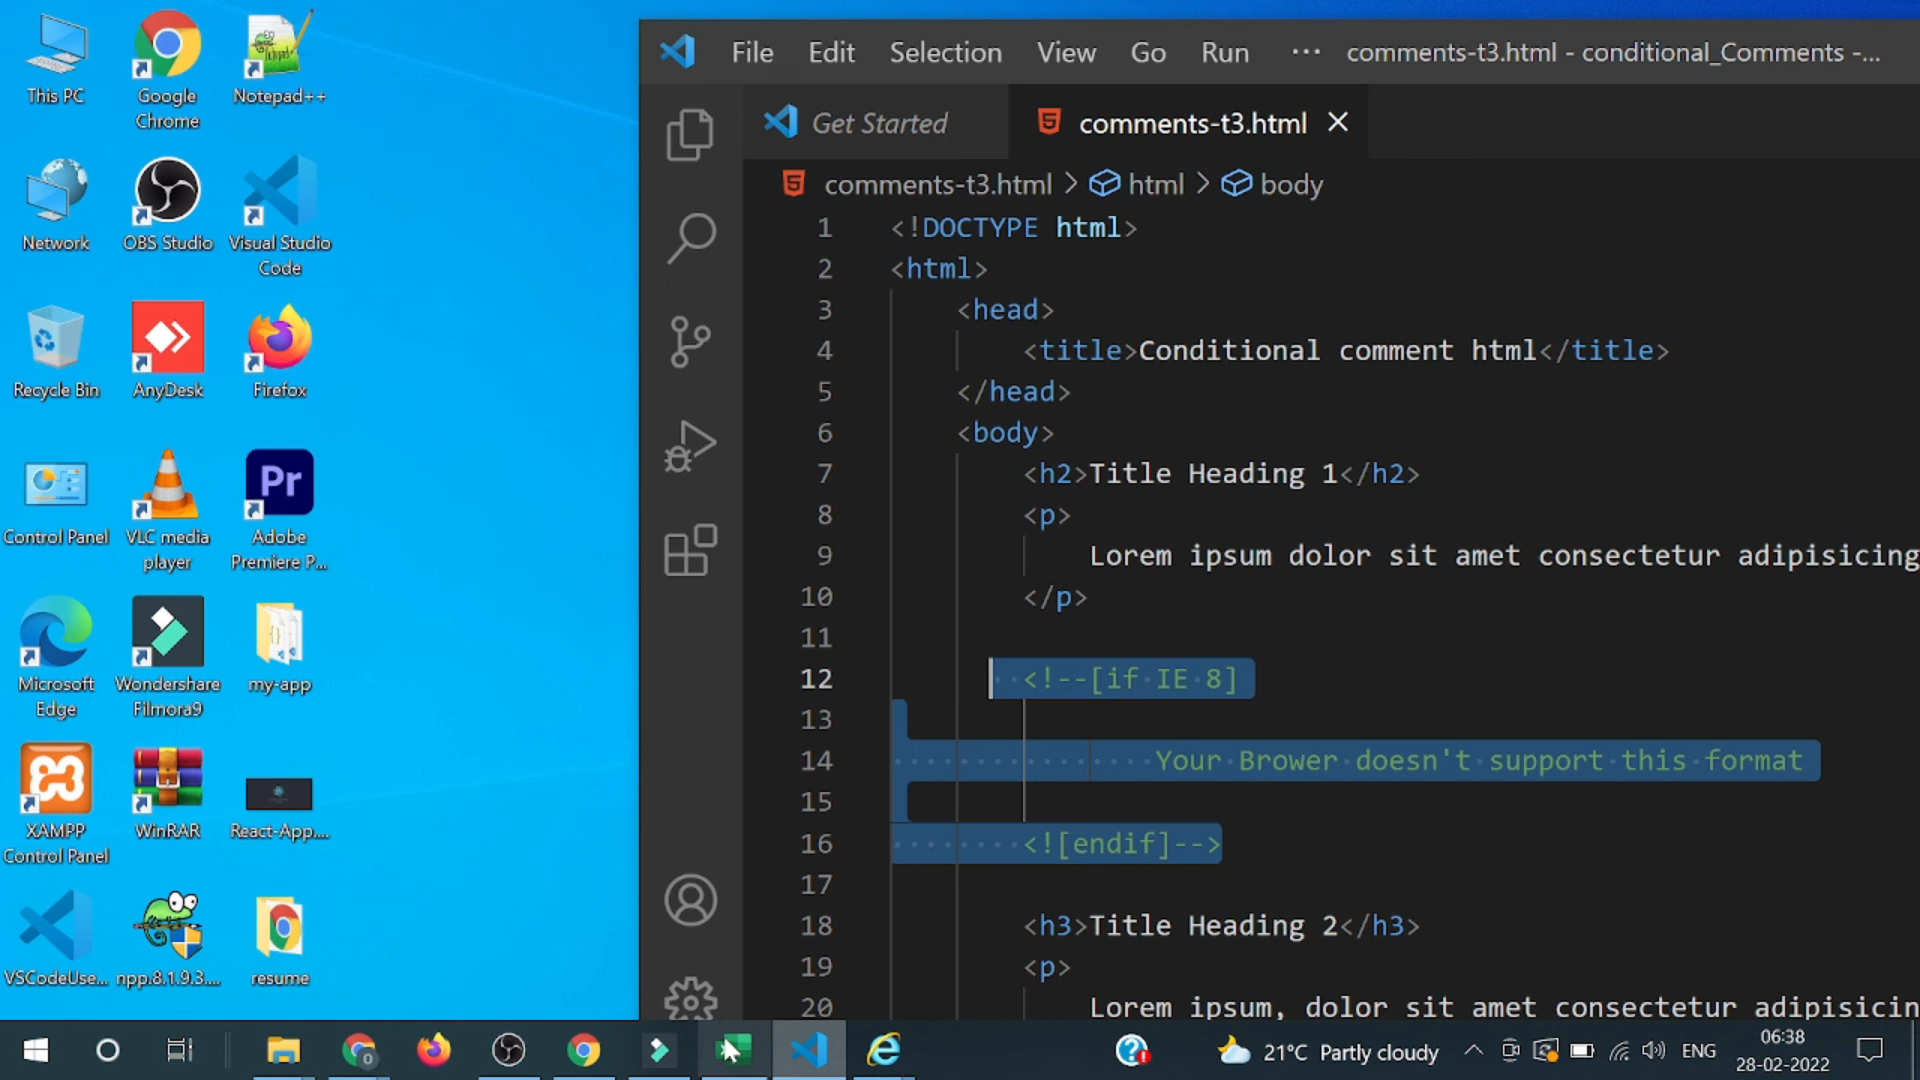 This PC
Google Chrome
Notepad++
Network
OBS Studio
Visual Studio Code
Recycle Bin
AnyDesk
Firefox
Control Panel
VLC media player
Pr
Adobe Premiere P...
Microsoft Edge
Wondershare Filmora9
my-app
XAMPP Control Panel
WinRAR
React-App....
VSCodeUse...
npp.8.1.9.3....
resume
File Edit Selection View Go Run ··· comments-t3.html - conditional_Comments -...
Get Started
comments-t3.html
comments-t3.html > html > body
1 <!DOCTYPE html>
2 <html>
3 <head>
4 <title>Conditional comment html</title>
5 </head>
6 <body>
7 <h2>Title Heading 1</h2>
8 <p>
9 Lorem ipsum dolor sit amet consectetur adipisicing
10 </p>
11
12 <!--[if IE 8]
13
14 Your Brower doesn't support this format
15
16 <![endif]-->
17
18 <h3>Title Heading 2</h3>
19 <p>
20 Lorem ipsum, dolor sit amet consectetur adipisicing
21°C Partly cloudy
ENG
06:38
28-02-2022